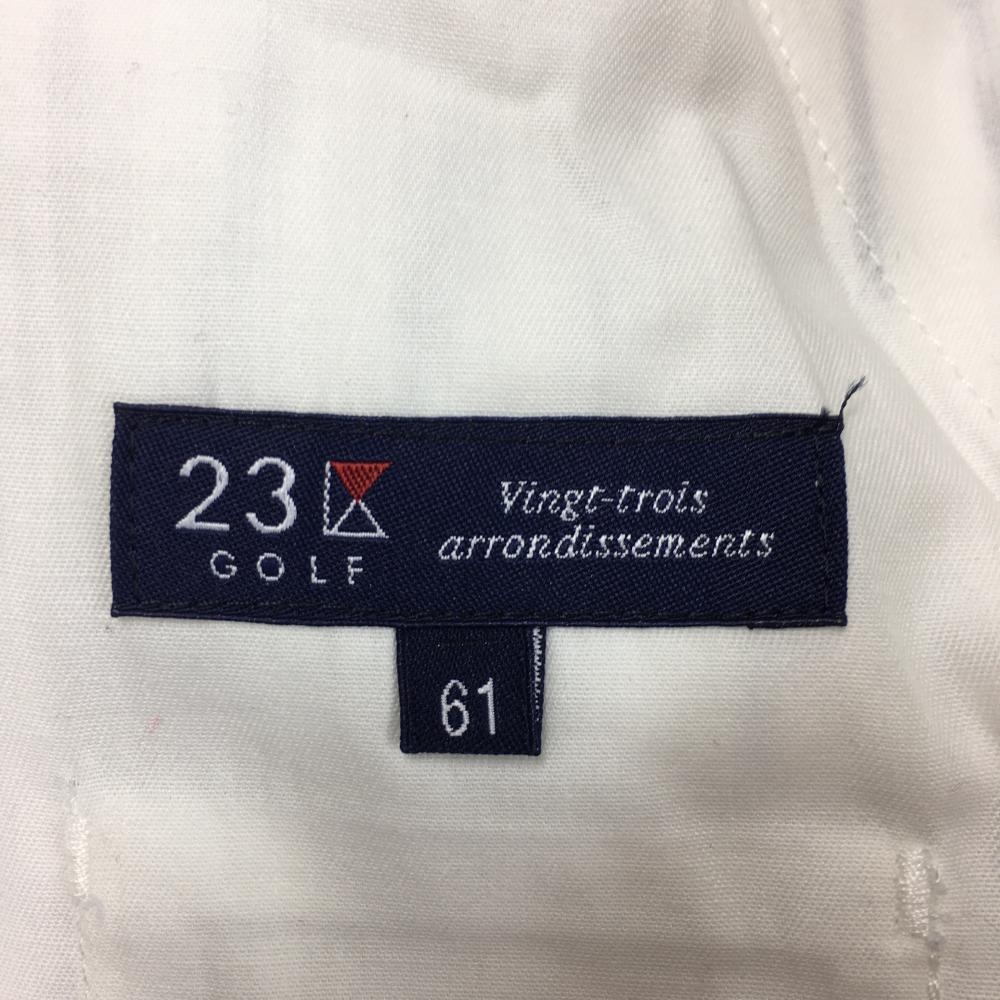 23
GOLF
Vingt-trois
arrondissements
61